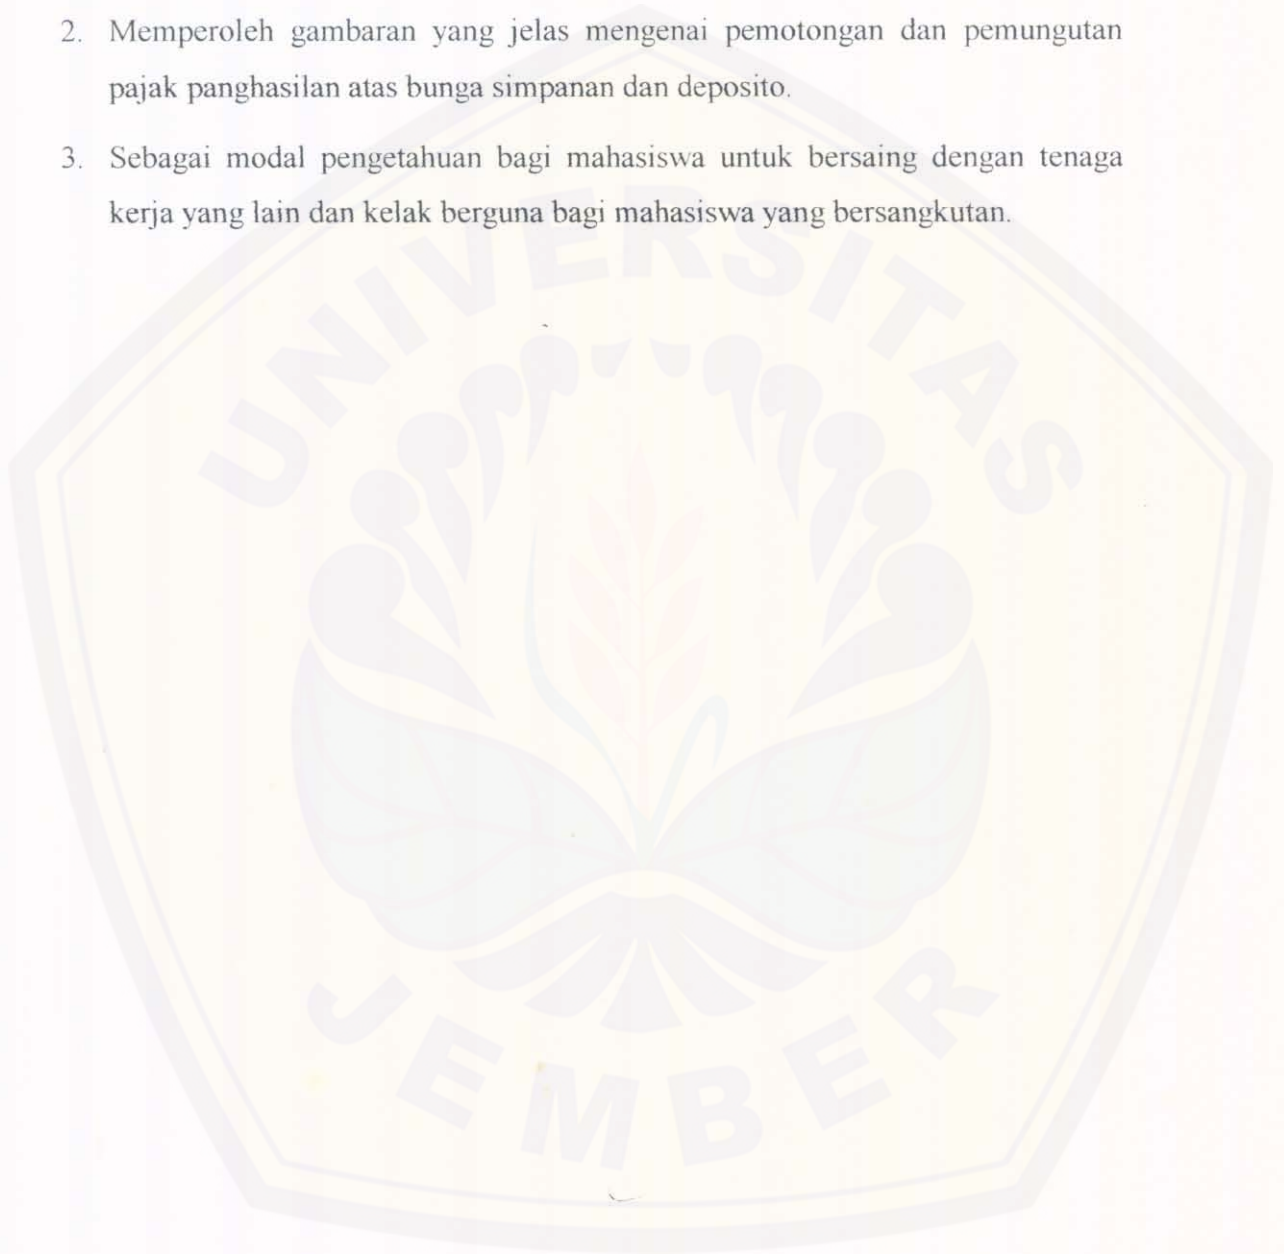 2. Memperoleh gambaran yang jelas mengenai pemotongan dan pemungutan
pajak panghasilan atas bunga simpanan dan deposito.
3. Sebagai modal pengetahuan bagi mahasiswa untuk bersaing dengan tenaga
kerja yang lain dan kelak berguna bagi mahasiswa yang bersangkutan.
UNIVERSITAS
JEMBER